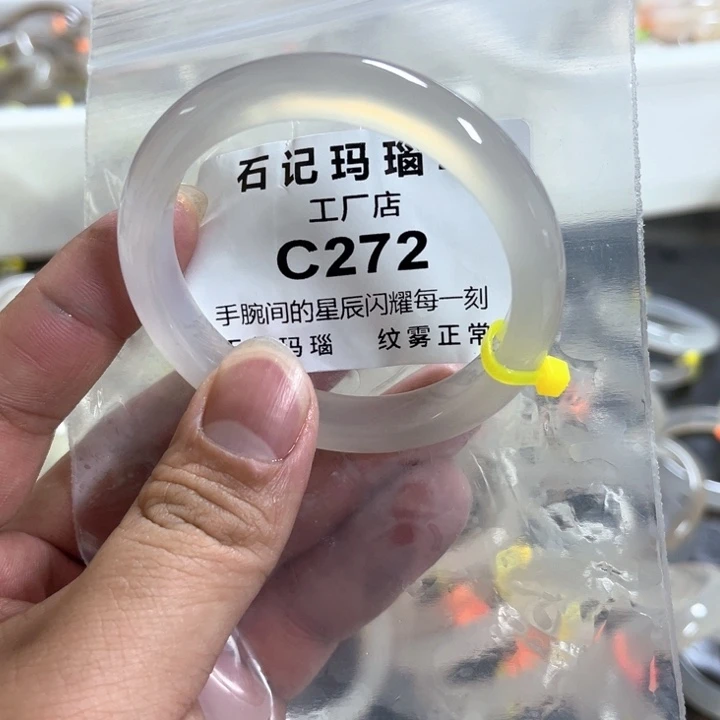 石记玛瑙
工厂店
C272
手腕间的星辰闪耀每一刻
玛瑙 纹雾正常